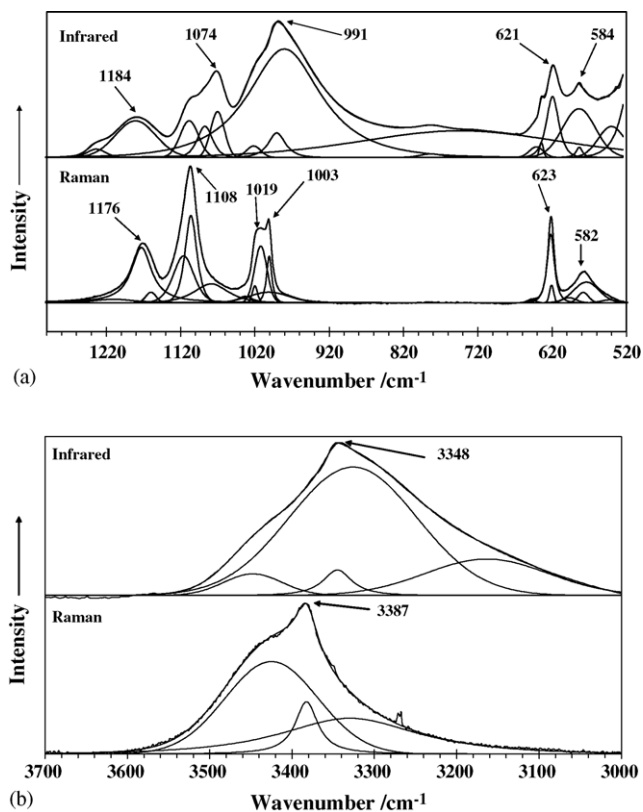 Infrared
1184
1074
991
621
584
Raman
1176
1108
1019
1003
623
582
Intensity
1220 1120 1020 920 820 720 620 520
Wavenumber /cm-1
(a)
Infrared
3348
Raman
3387
Intensity
3700 3600 3500 3400 3300 3200 3100 3000
Wavenumber /cm-1
(b)